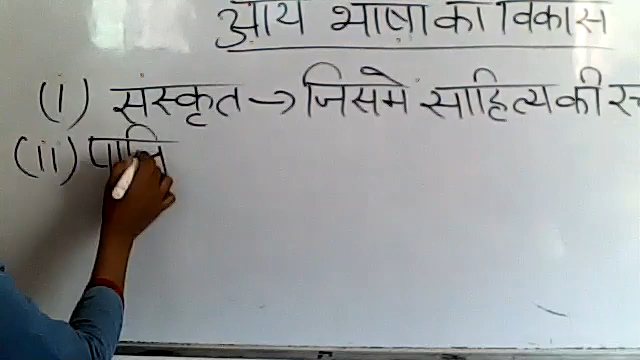 आर्य भाषा का विकास
(i) संस्कृत → जिसमे साहित्य की
(ii) पालि